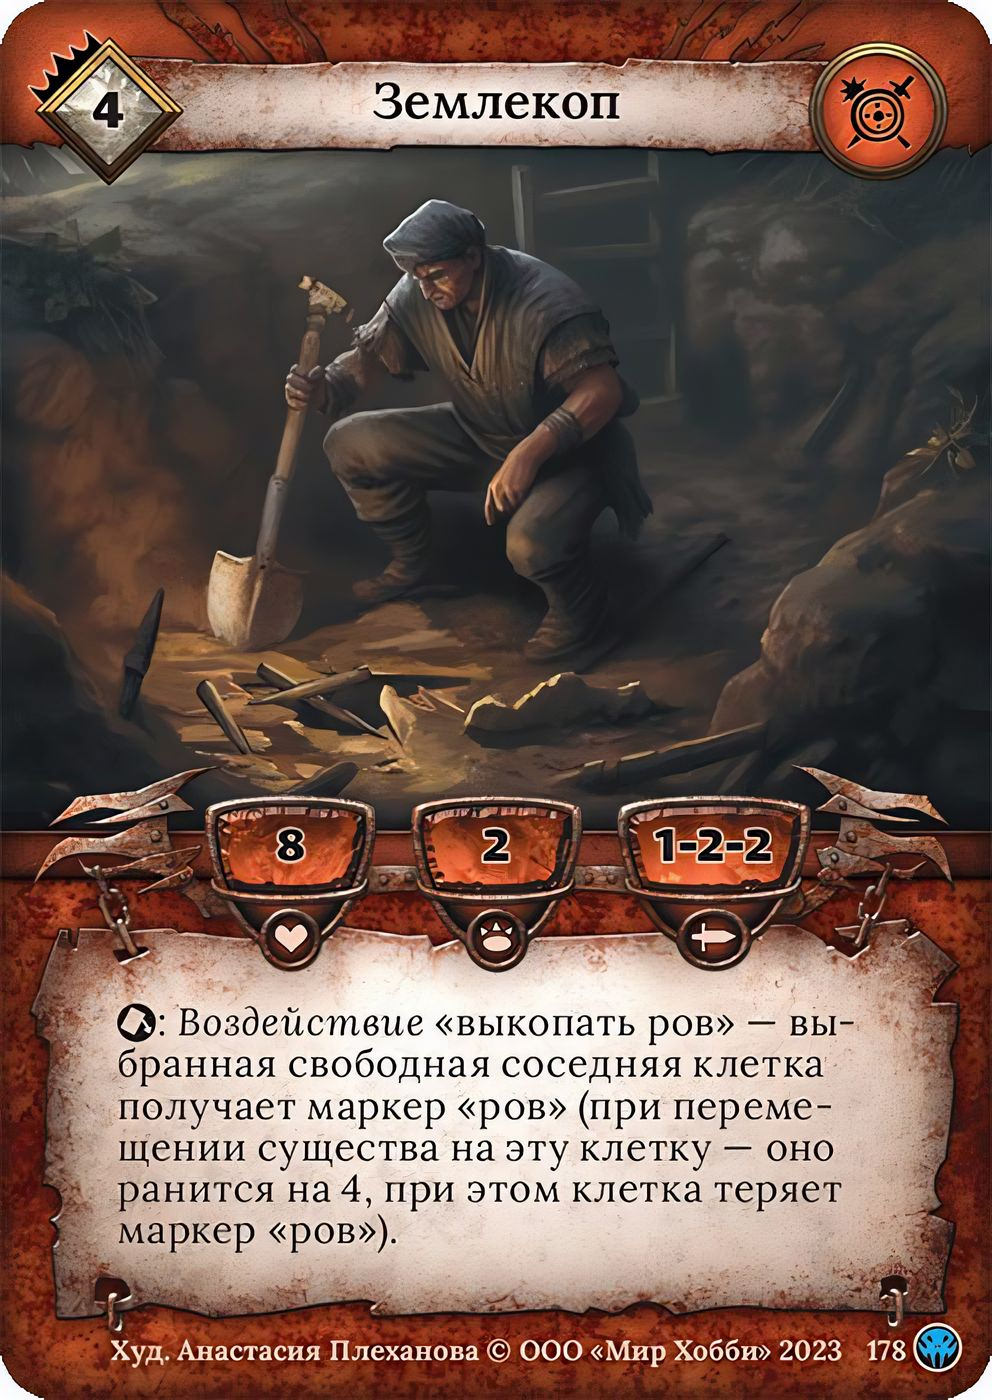 4
Землекоп
8
2
1-2-2
: Воздействие «выкопать ров» — вы-
бранная свободная соседняя клетка
получает маркер «ров» (при переме-
щении существа на эту клетку — оно
ранится на 4, при этом клетка теряет
маркер «ров»).
Худ. Анастасия Плеханова © ООО «Мир Хобби» 2023 178